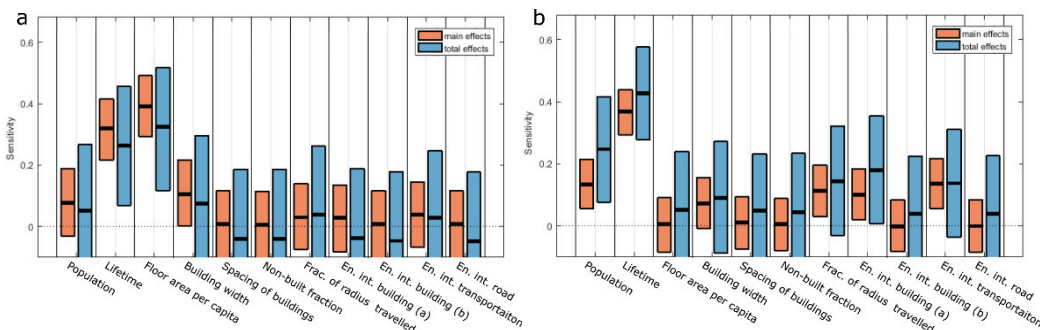 a
0.6
0.4
0.2
0
Sensitivity
main effects
total effects
Population
Lifetime
Floor area per capita
Building width
Spacing of buildings
Non-built fraction
Frac. of radius travelled
En. int. building (a)
En. int. building (b)
En. int. transportaiton
En. int. road
b
0.6
0.4
0.2
0
Sensitivity
main effects
total effects
Population
Lifetime
Floor area per capita
Building width
Spacing of buildings
Non-built fraction
Frac. of radius travelled
En. int. building (a)
En. int. building (b)
En. int. transportaiton
En. int. road